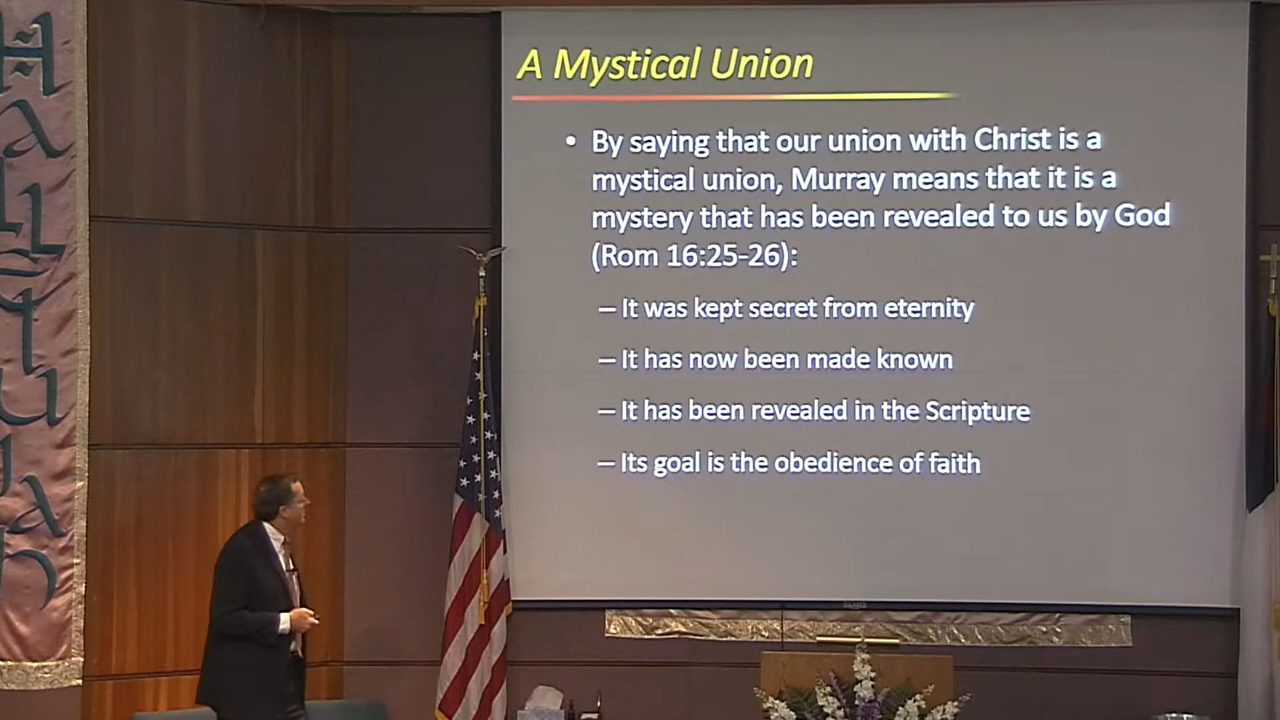 Hallelujah
A Mystical Union
• By saying that our union with Christ is a
mystical union, Murray means that it is a
mystery that has been revealed to us by God
(Rom 16:25-26):
– It was kept secret from eternity
– It has now been made known
– It has been revealed in the Scripture
– Its goal is the obedience of faith